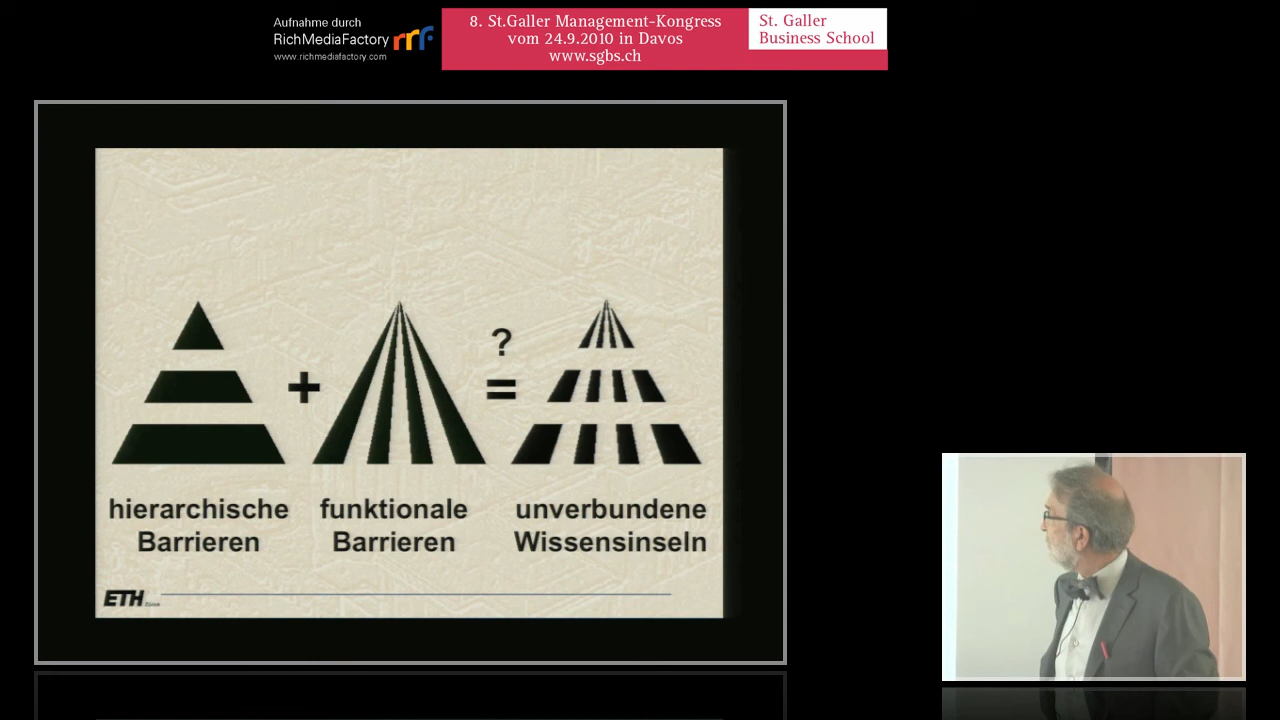 Aufnahme durch
RichMediaFactory
www.richmediafactory.com
rrf
8. St.Galler Management-Kongress
vom 24.9.2010 in Davos
www.sgbs.ch
St. Galler
Business School
?
+
=
hierarchische
Barrieren
funktionale
Barrieren
unverbundene
Wissensinseln
ETH